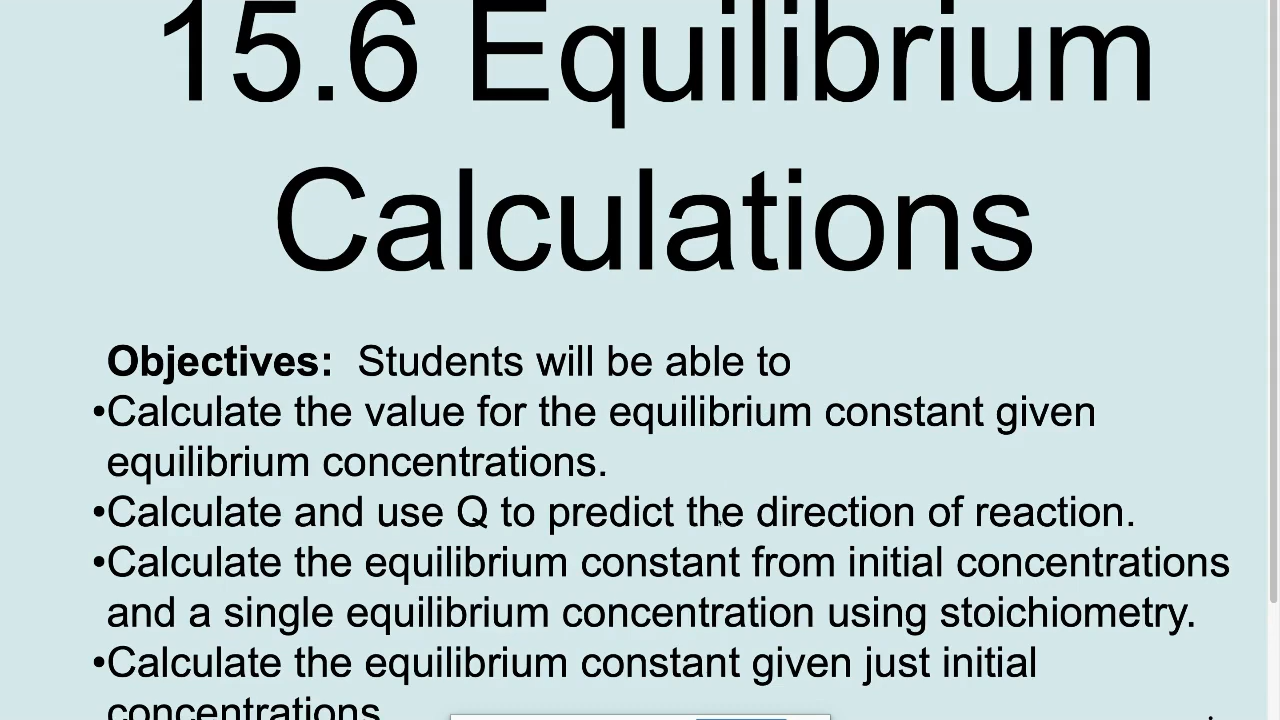 15.6 Equilibrium
Calculations
Objectives: Students will be able to
•Calculate the value for the equilibrium constant given
equilibrium concentrations.
•Calculate and use Q to predict the direction of reaction.
•Calculate the equilibrium constant from initial concentrations
and a single equilibrium concentration using stoichiometry.
•Calculate the equilibrium constant given just initial
concentrations